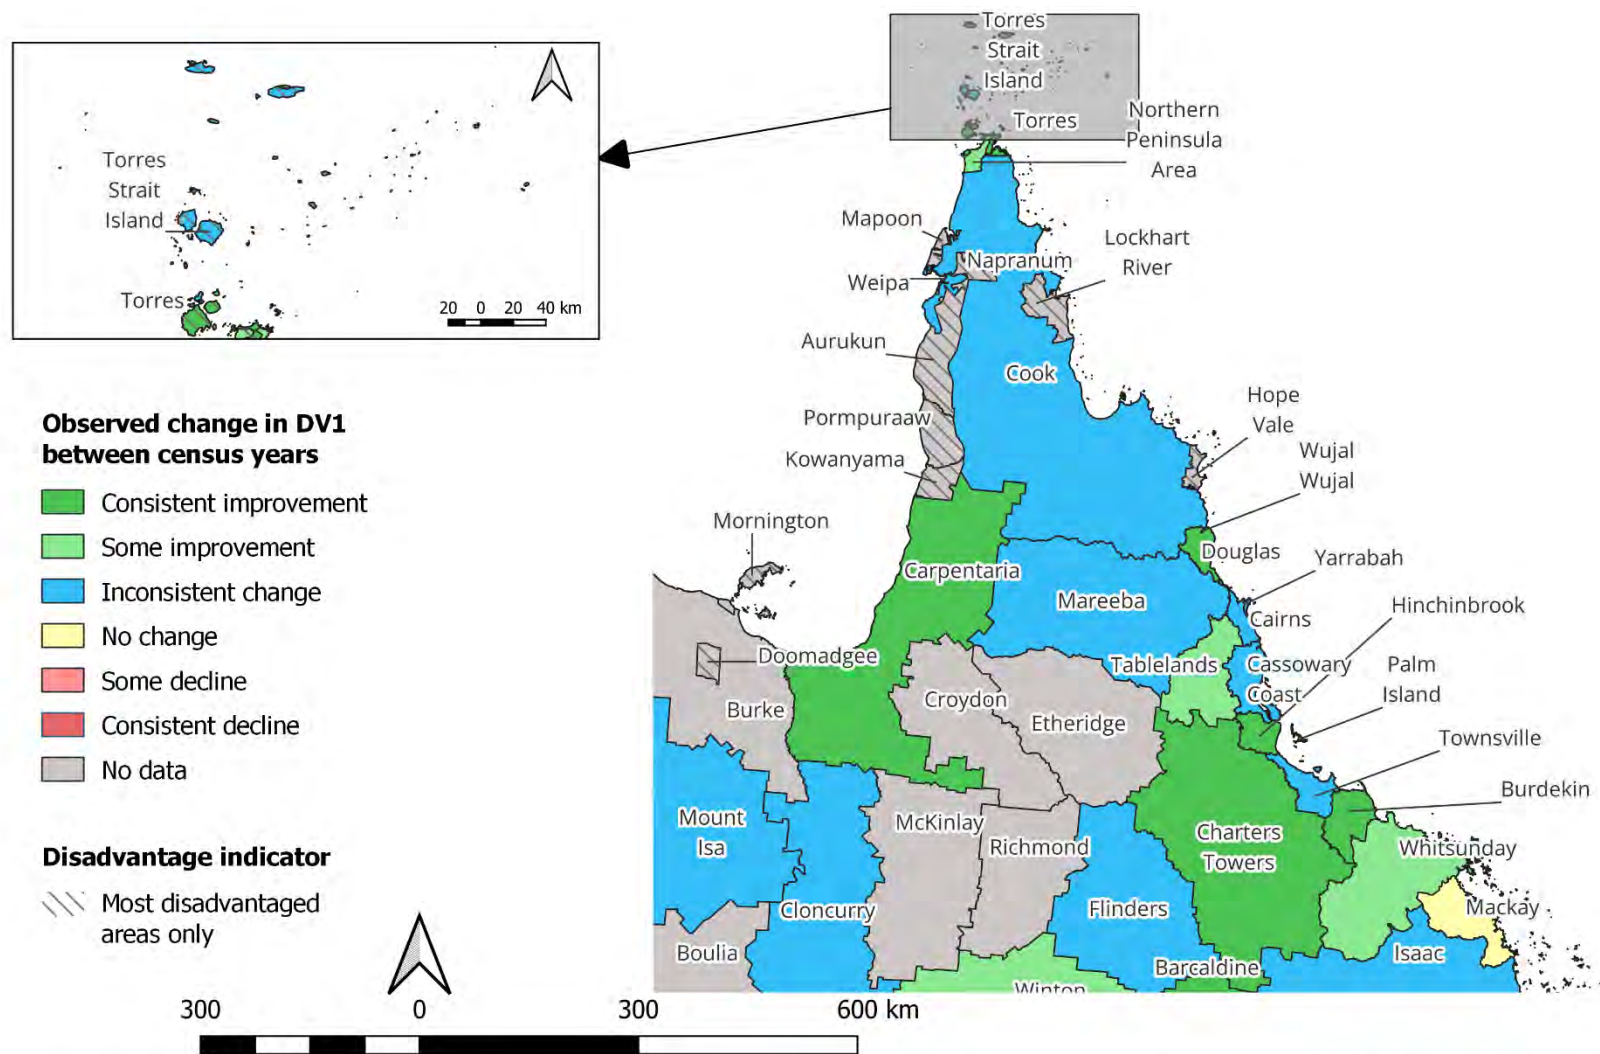 Torres
Strait
Island
Torres
20 0 20 40 km
Torres
Strait
Island
Torres
Northern
Peninsula
Area
Mapoon
Napranum
Lockhart
River
Weipa
Aurukun
Cook
Pormpuraaw
Hope
Vale
Kowanyama
Wujal
Wujal
Mornington
Douglas
Yarrabah
Carpentaria
Mareeba
Hinchinbrook
Cairns
Doomadgee
Tablelands
Cassowary
Coast
Palm
Island
Burke
Croydon
Etheridge
Townsville
Burdekin
Mount
Isa
McKinlay
Richmond
Charters
Towers
Whitsunday
Cloncurry
Flinders
Mackay
Boulia
Barcaldine
Isaac
Winton
Observed change in DV1
between census years
Consistent improvement
Some improvement
Inconsistent change
No change
Some decline
Consistent decline
No data
Disadvantage indicator
Most disadvantaged
areas only
300 0 300 600 km